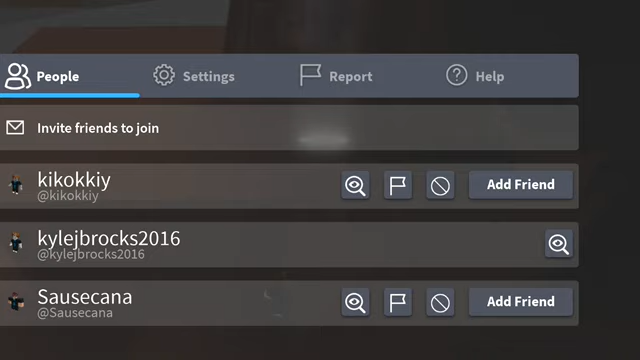 People Settings Report Help
Invite friends to join
kikokkiy
@kikokkiy
Add Friend
kylejbrocks2016
@kylejbrocks2016
Sausecana
@Sausecana
Add Friend